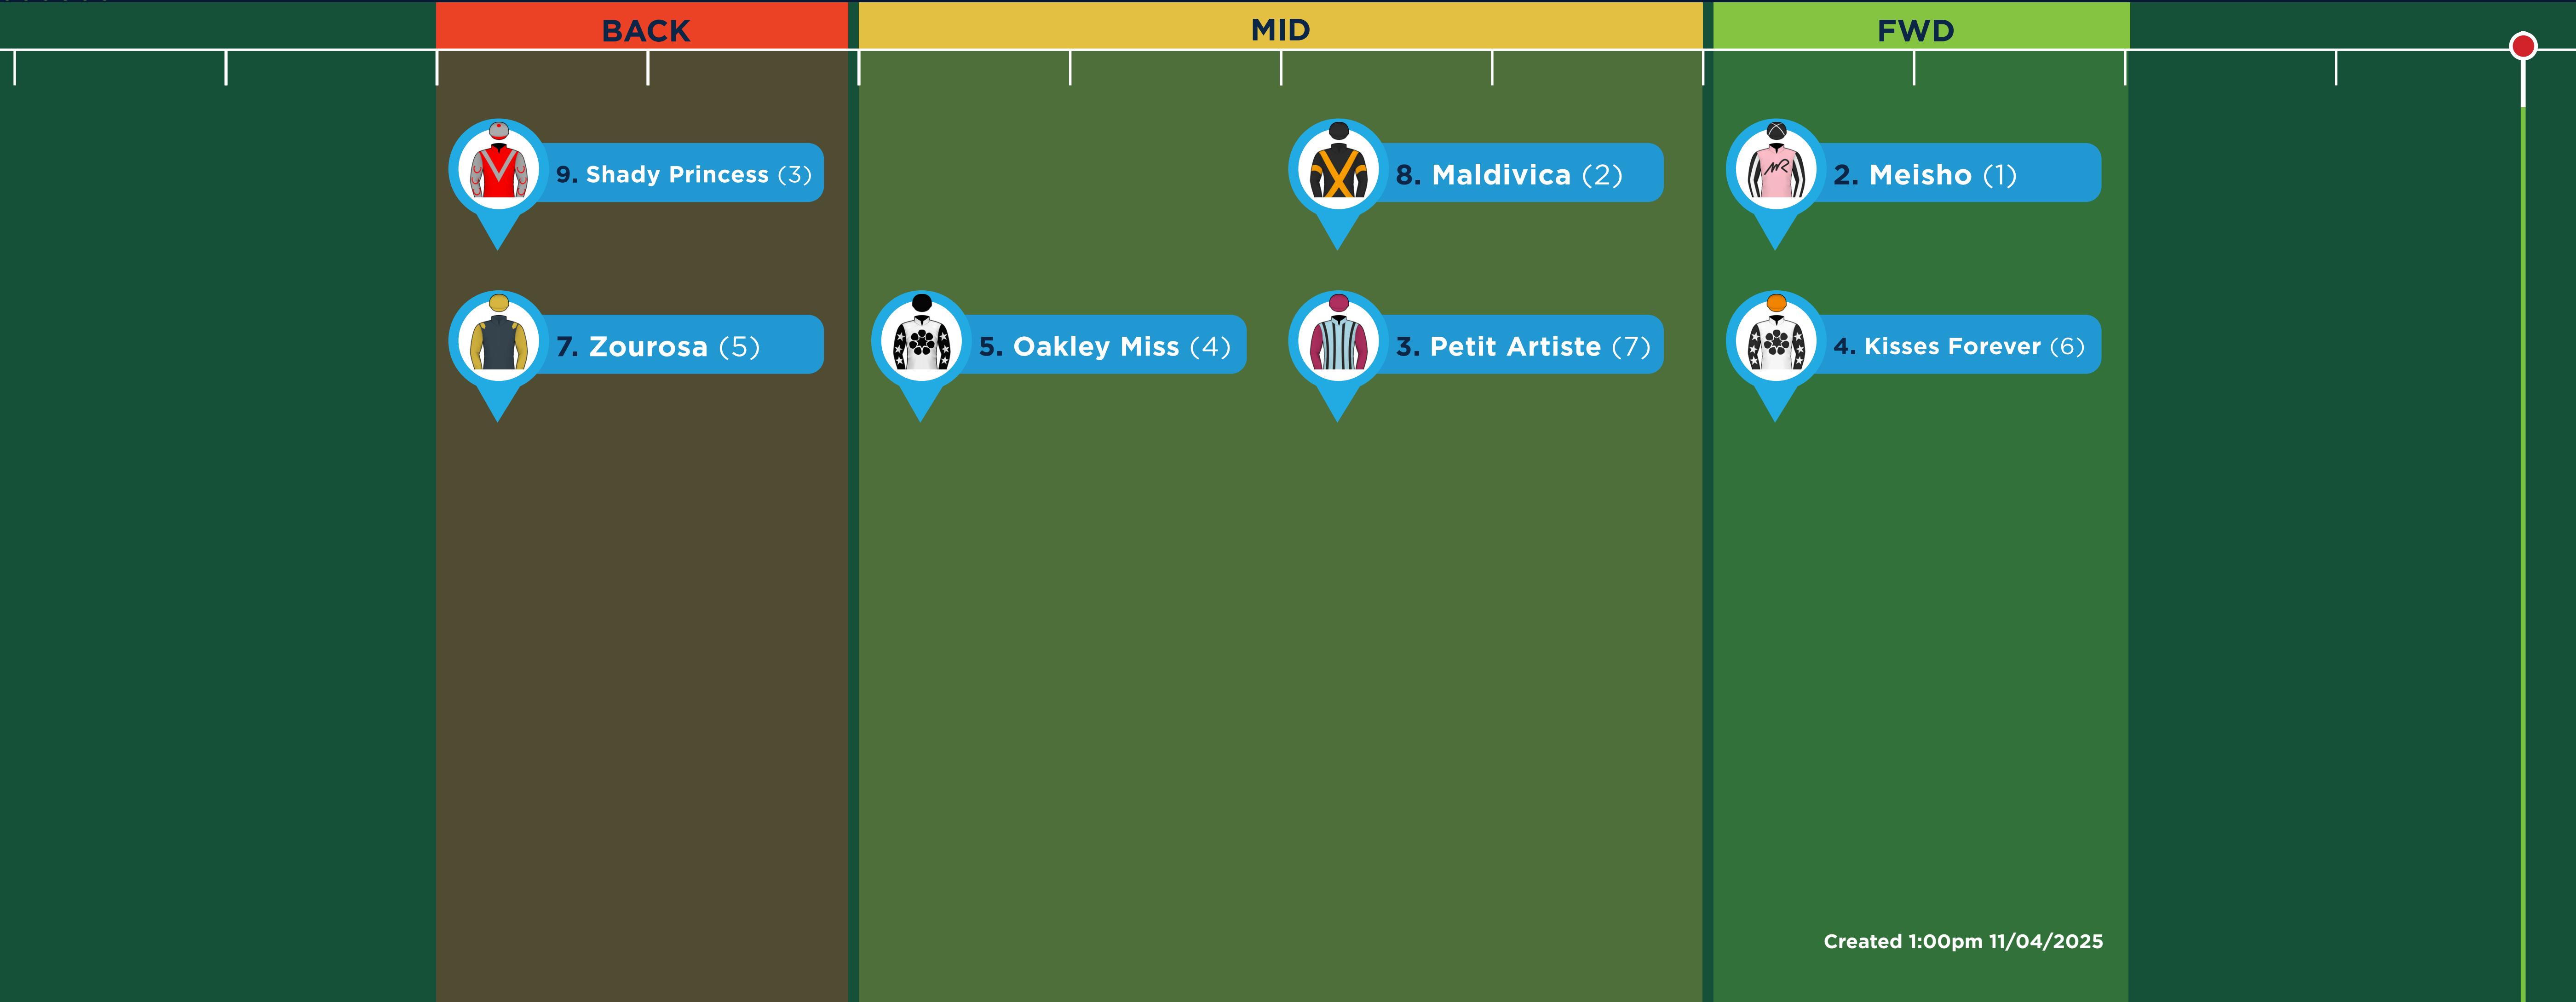 BACK MID FWD
9. Shady Princess (3) 8. Maldivica (2) 2. Meisho (1)
7. Zourosa (5) 5. Oakley Miss (4) 3. Petit Artiste (7) 4. Kisses Forever (6)
Created 1:00pm 11/04/2025